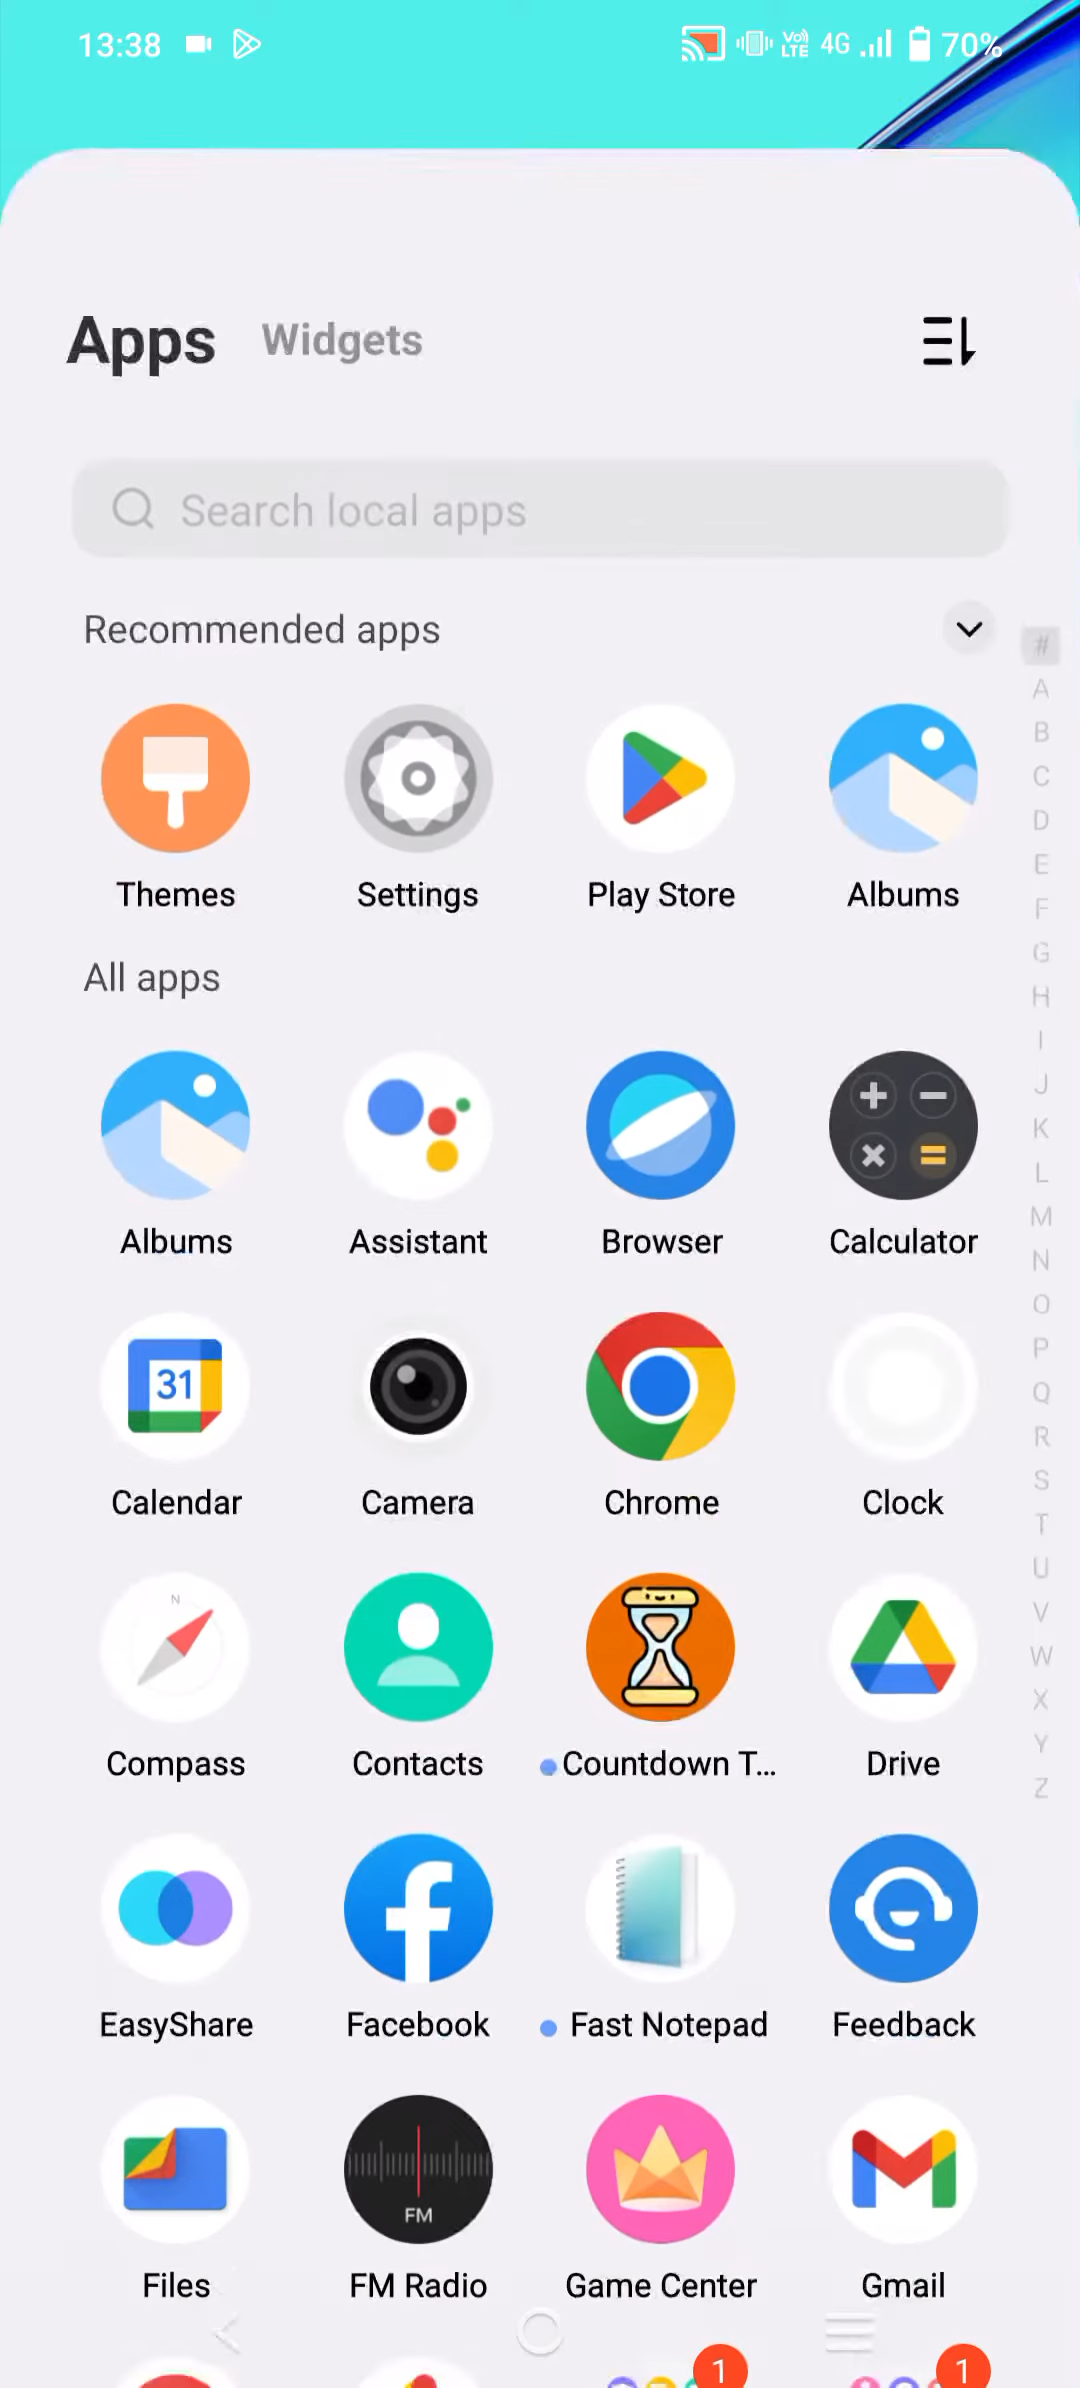 13:38 Vo) LTE 4G 70%
Apps Widgets
Search local apps
Recommended apps
#
A
B
C
D
E
F
G
H
I
J
K
L
M
N
O
P
Q
R
S
T
U
V
W
X
Y
Z
Themes Settings Play Store Albums
All apps
Albums Assistant Browser Calculator
31
Calendar Camera Chrome Clock
N
Compass Contacts Countdown T... Drive
EasyShare Facebook Fast Notepad Feedback
FM
Files FM Radio Game Center Gmail
1 1